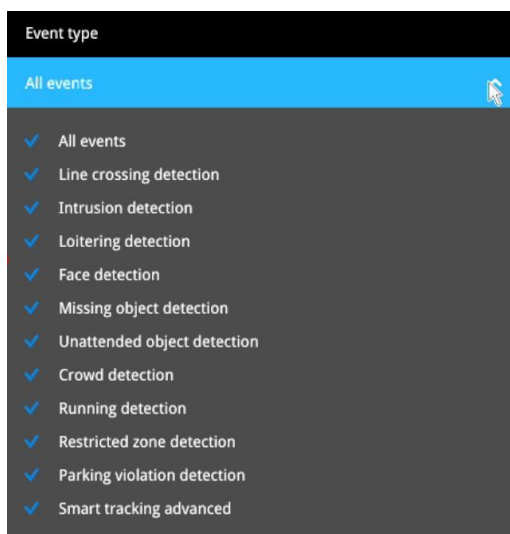 Event type
All events
All events
Line crossing detection
Intrusion detection
Loitering detection
Face detection
Missing object detection
Unattended object detection
Crowd detection
Running detection
Restricted zone detection
Parking violation detection
Smart tracking advanced